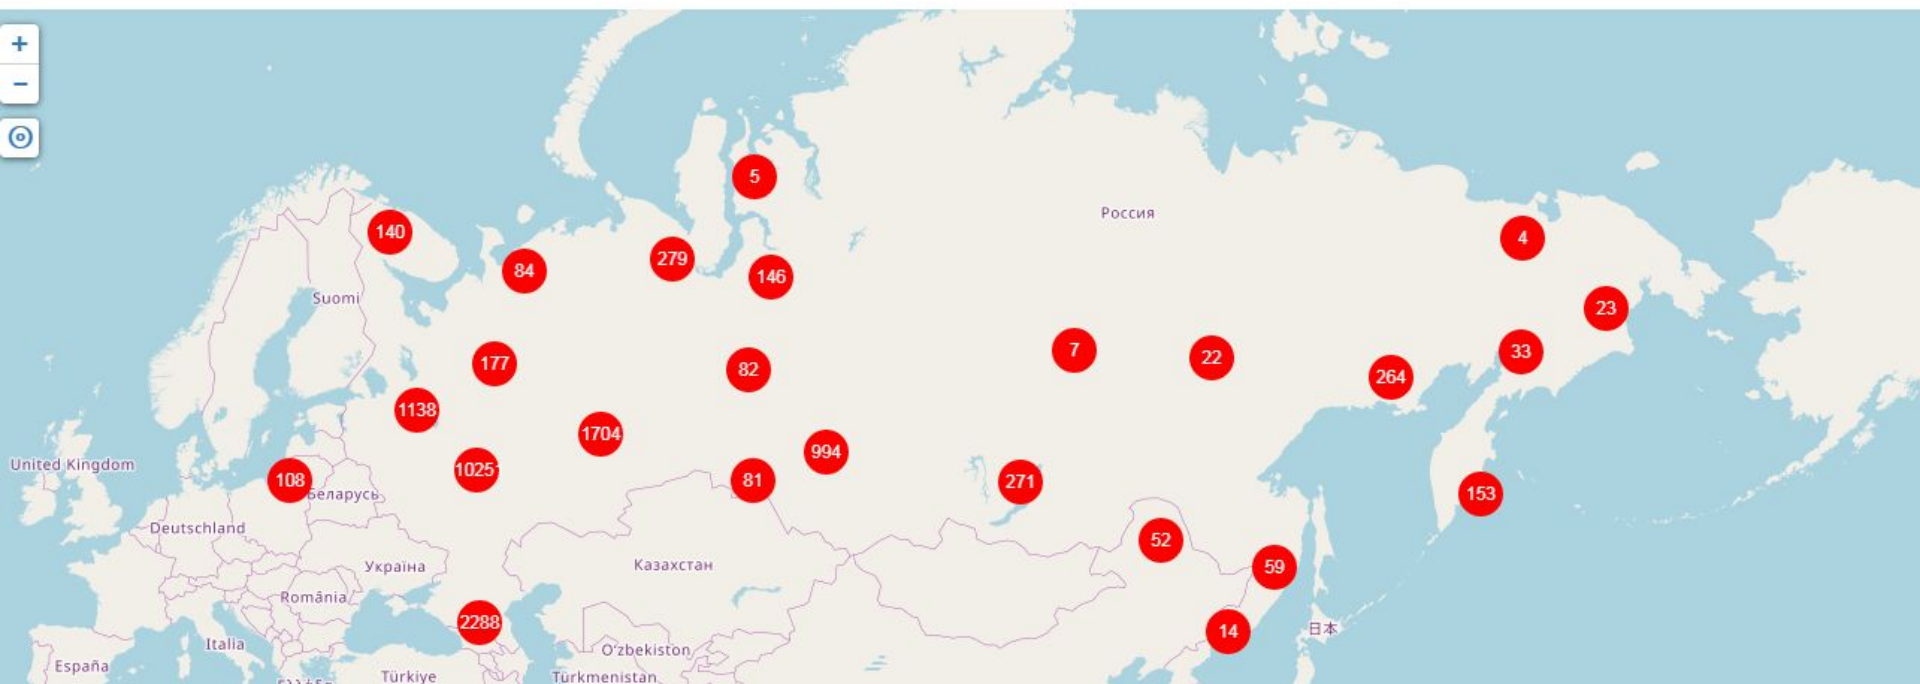 +
−
5
Россия
140
4
279
84
146
Suomi
23
7
33
22
177
82
264
1138
1704
994
United Kingdom
1025
108
81
271
Беларусь
153
Deutschland
52
Україна
Казахстан
59
România
2288
日本
14
Italia
O'zbekiston
España
Türkiye
Türkmenistan